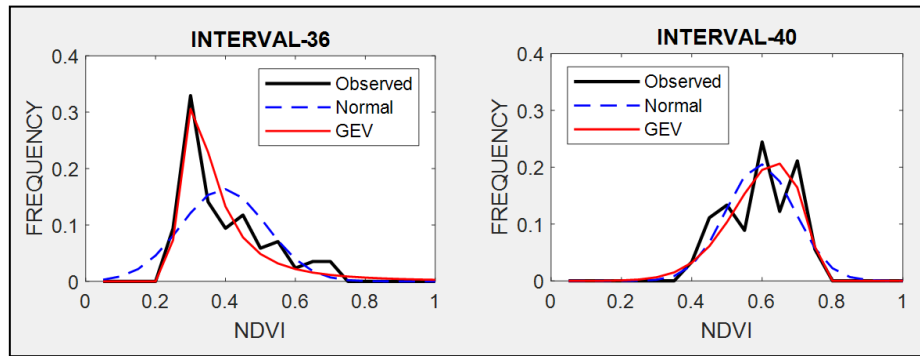 INTERVAL-36
0.4
0.3
0.2
0.1
0
FREQUENCY
Observed
Normal
GEV
0 0.2 0.4 0.6 0.8 1
NDVI
INTERVAL-40
0.4
0.3
0.2
0.1
0
FREQUENCY
Observed
Normal
GEV
0 0.2 0.4 0.6 0.8 1
NDVI